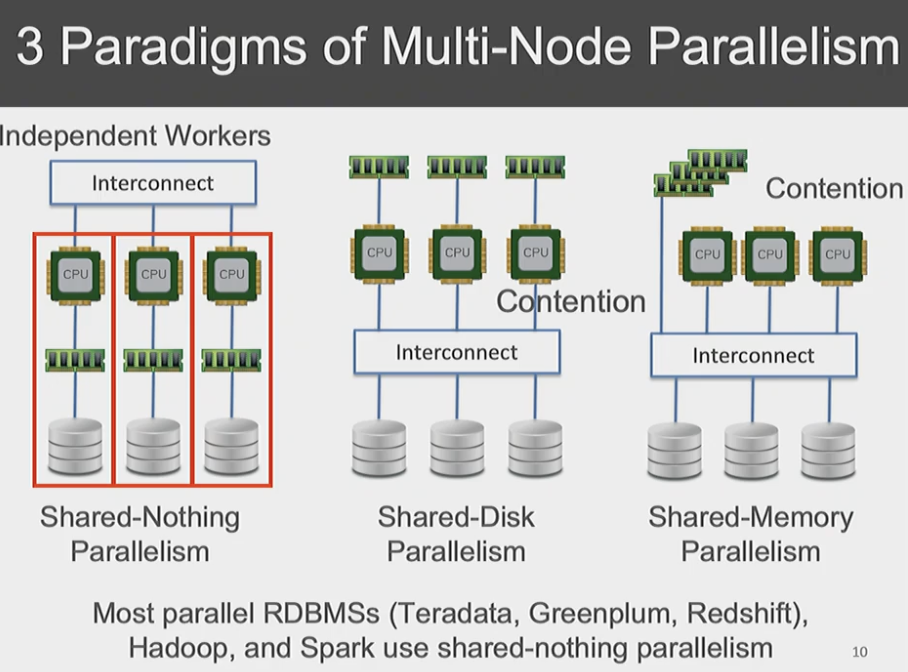 3 Paradigms of Multi-Node Parallelism
Independent Workers
Interconnect
CPU
CPU
CPU
Shared-Nothing
Parallelism
CPU
CPU
CPU
Contention
Interconnect
Shared-Disk
Parallelism
Contention
CPU
CPU
CPU
Interconnect
Shared-Memory
Parallelism
Most parallel RDBMSs (Teradata, Greenplum, Redshift),
Hadoop, and Spark use shared-nothing parallelism
10